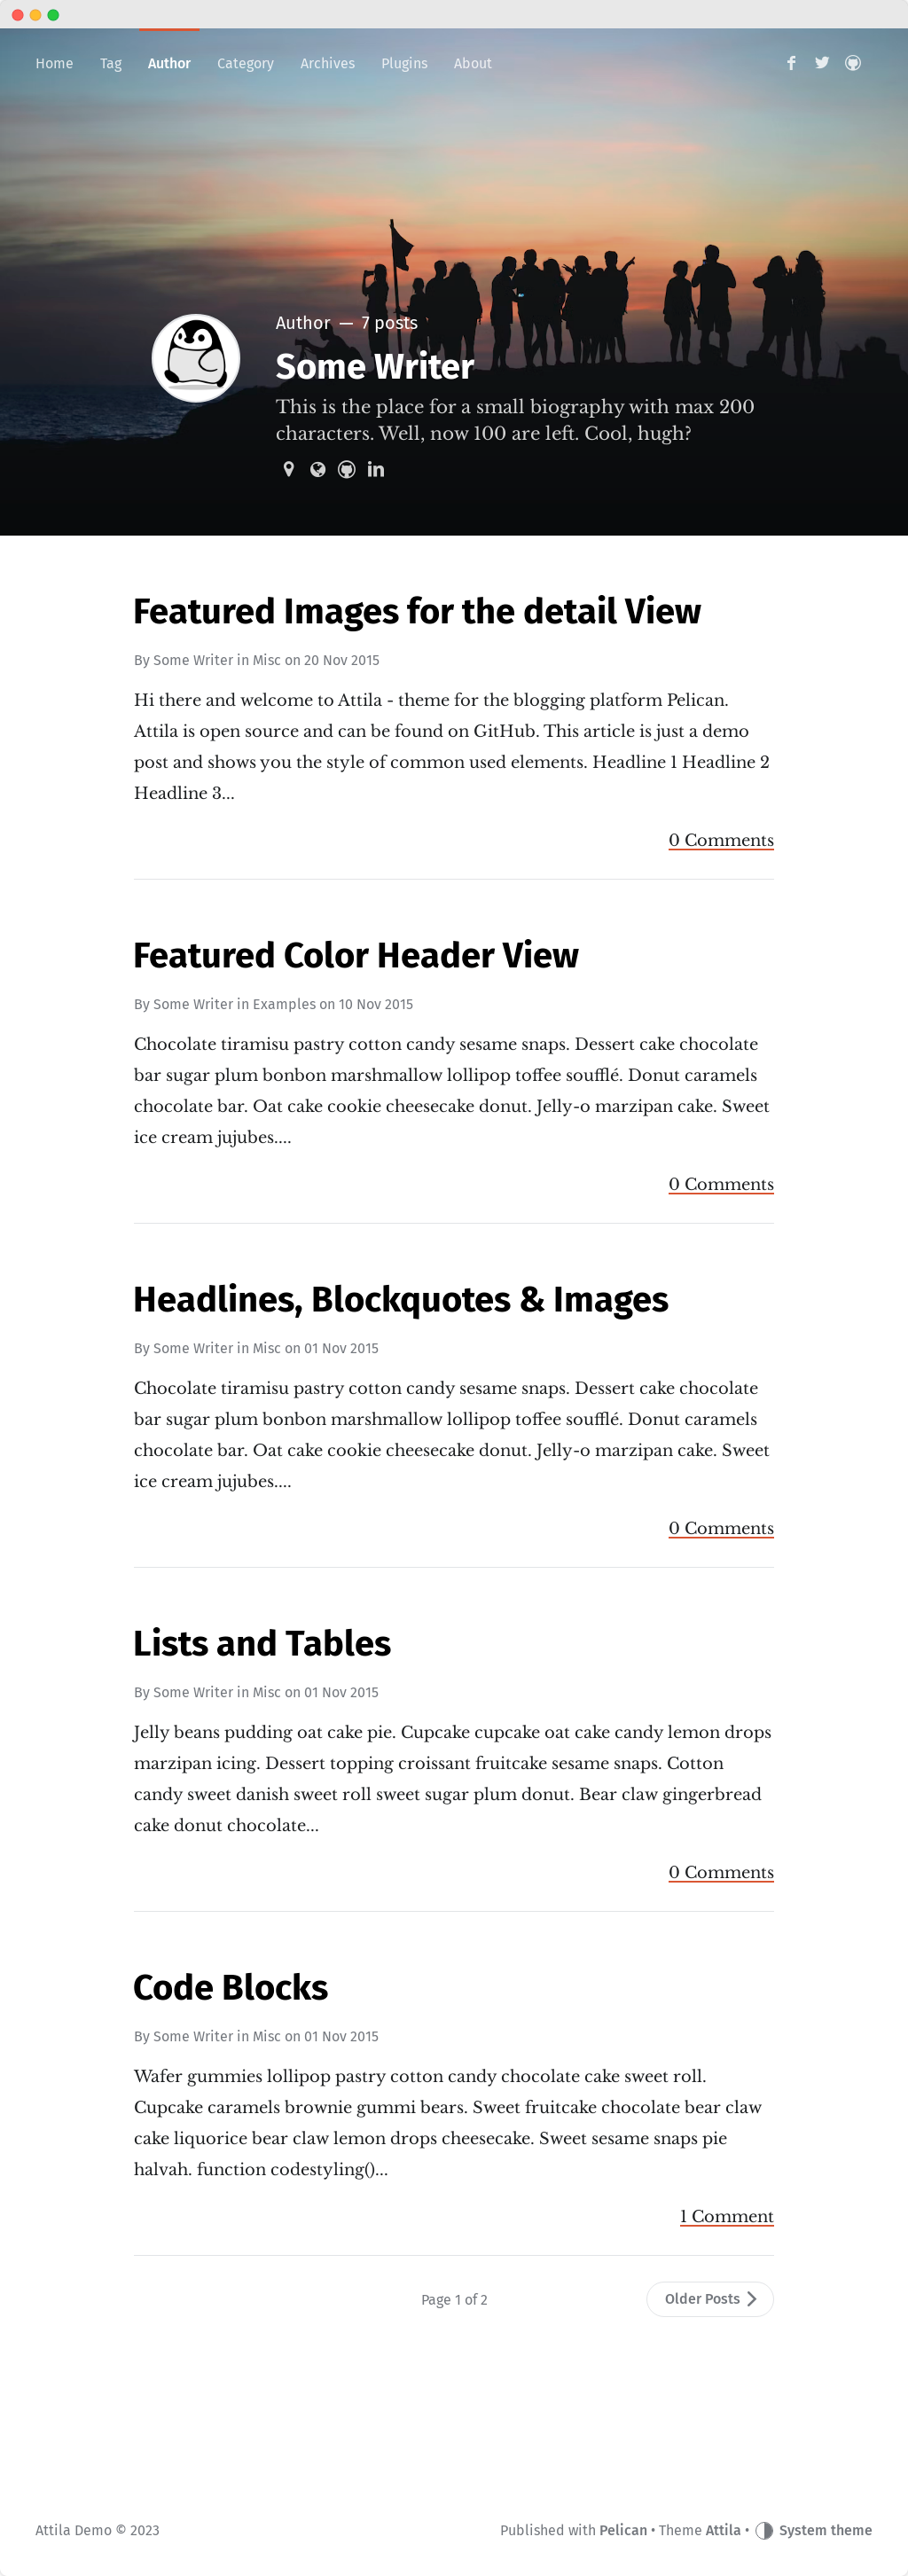 Home Tag Author Category Archives Plugins About
Author — 7 posts
Some Writer
This is the place for a small biography with max 200
characters. Well, now 100 are left. Cool, hugh?
Featured Images for the detail View
By Some Writer in Misc on 20 Nov 2015
Hi there and welcome to Attila - theme for the blogging platform Pelican.
Attila is open source and can be found on GitHub. This article is just a demo
post and shows you the style of common used elements. Headline 1 Headline 2
Headline 3...
0 Comments
Featured Color Header View
By Some Writer in Examples on 10 Nov 2015
Chocolate tiramisu pastry cotton candy sesame snaps. Dessert cake chocolate
bar sugar plum bonbon marshmallow lollipop toffee soufflé. Donut caramels
chocolate bar. Oat cake cookie cheesecake donut. Jelly-o marzipan cake. Sweet
ice cream jujubes....
0 Comments
Headlines, Blockquotes & Images
By Some Writer in Misc on 01 Nov 2015
Chocolate tiramisu pastry cotton candy sesame snaps. Dessert cake chocolate
bar sugar plum bonbon marshmallow lollipop toffee soufflé. Donut caramels
chocolate bar. Oat cake cookie cheesecake donut. Jelly-o marzipan cake. Sweet
ice cream jujubes....
0 Comments
Lists and Tables
By Some Writer in Misc on 01 Nov 2015
Jelly beans pudding oat cake pie. Cupcake cupcake oat cake candy lemon drops
marzipan icing. Dessert topping croissant fruitcake sesame snaps. Cotton
candy sweet danish sweet roll sweet sugar plum donut. Bear claw gingerbread
cake donut chocolate...
0 Comments
Code Blocks
By Some Writer in Misc on 01 Nov 2015
Wafer gummies lollipop pastry cotton candy chocolate cake sweet roll.
Cupcake caramels brownie gummi bears. Sweet fruitcake chocolate bear claw
cake liquorice bear claw lemon drops cheesecake. Sweet sesame snaps pie
halvah. function codestyling()...
1 Comment
Page 1 of 2 Older Posts
Attila Demo © 2023 Published with Pelican • Theme Attila • System theme